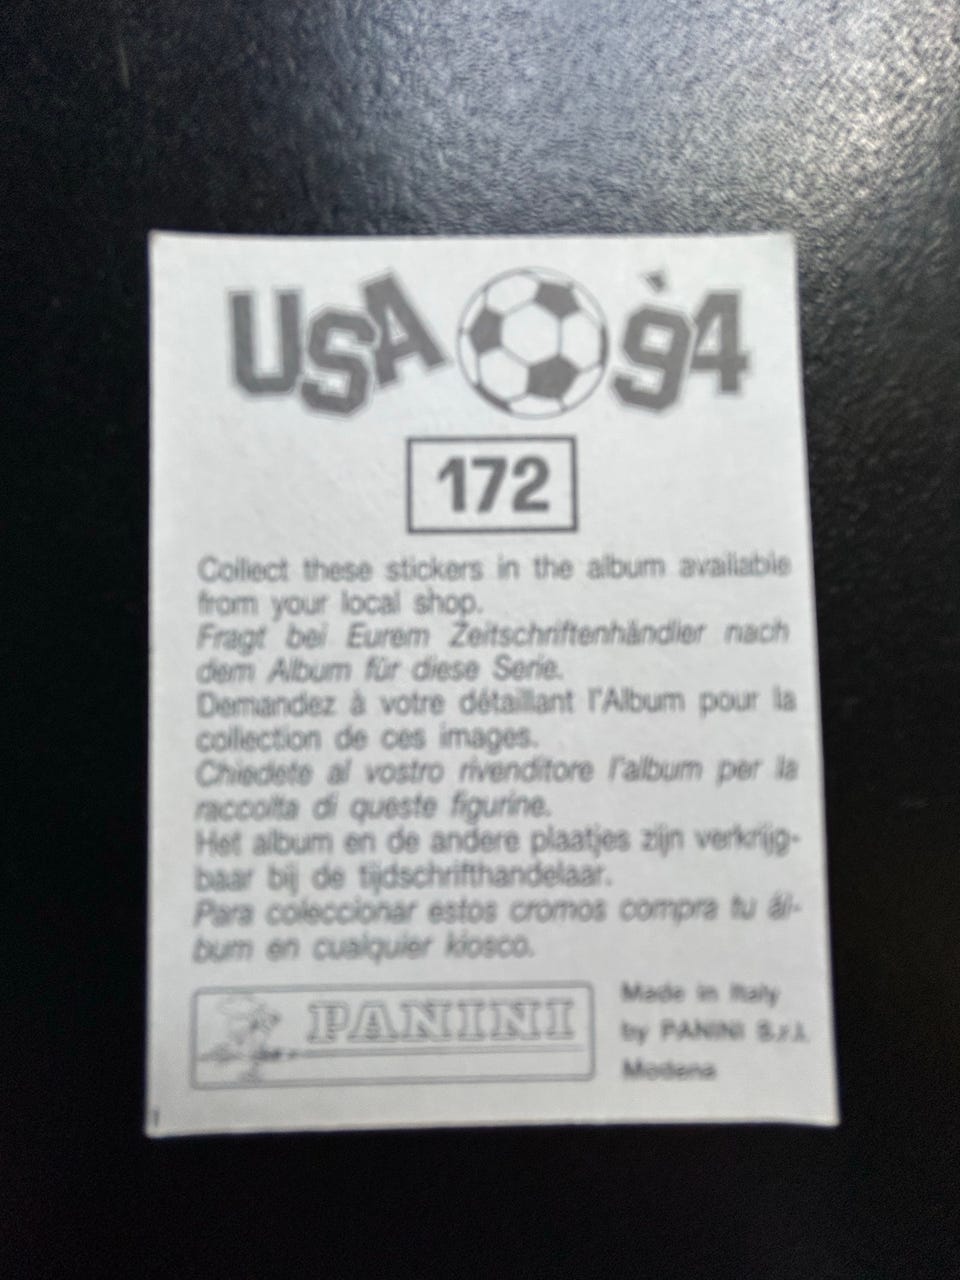 USA 94
172
Collect these stickers in the album available
from your local shop.
Fragt bei Eurem Zeitschriftenhändler nach
dem Album für diese Serie.
Demandez à votre détaillant l'Album pour la
collection de ces images.
Chiedete al vostro rivenditore l'album per la
raccolta di queste figurine.
Het album en de andere plaatjes zijn verkrijg-
baar bij de tijdschrifthandelaar.
Para coleccionar estos cromos compra tu ál-
bum en cualquier kiosco.
PANINI
Made in Italy
by PANINI S.r.l.
Modena
1